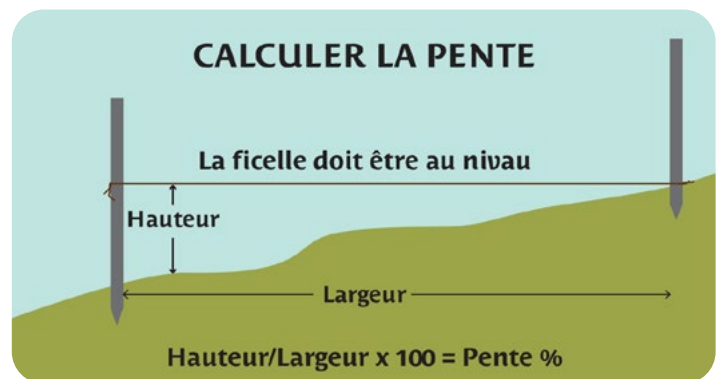 CALCULER LA PENTE
La ficelle doit être au nivau
Hauteur
Largeur
Hauteur/Largeur x 100 = Pente %